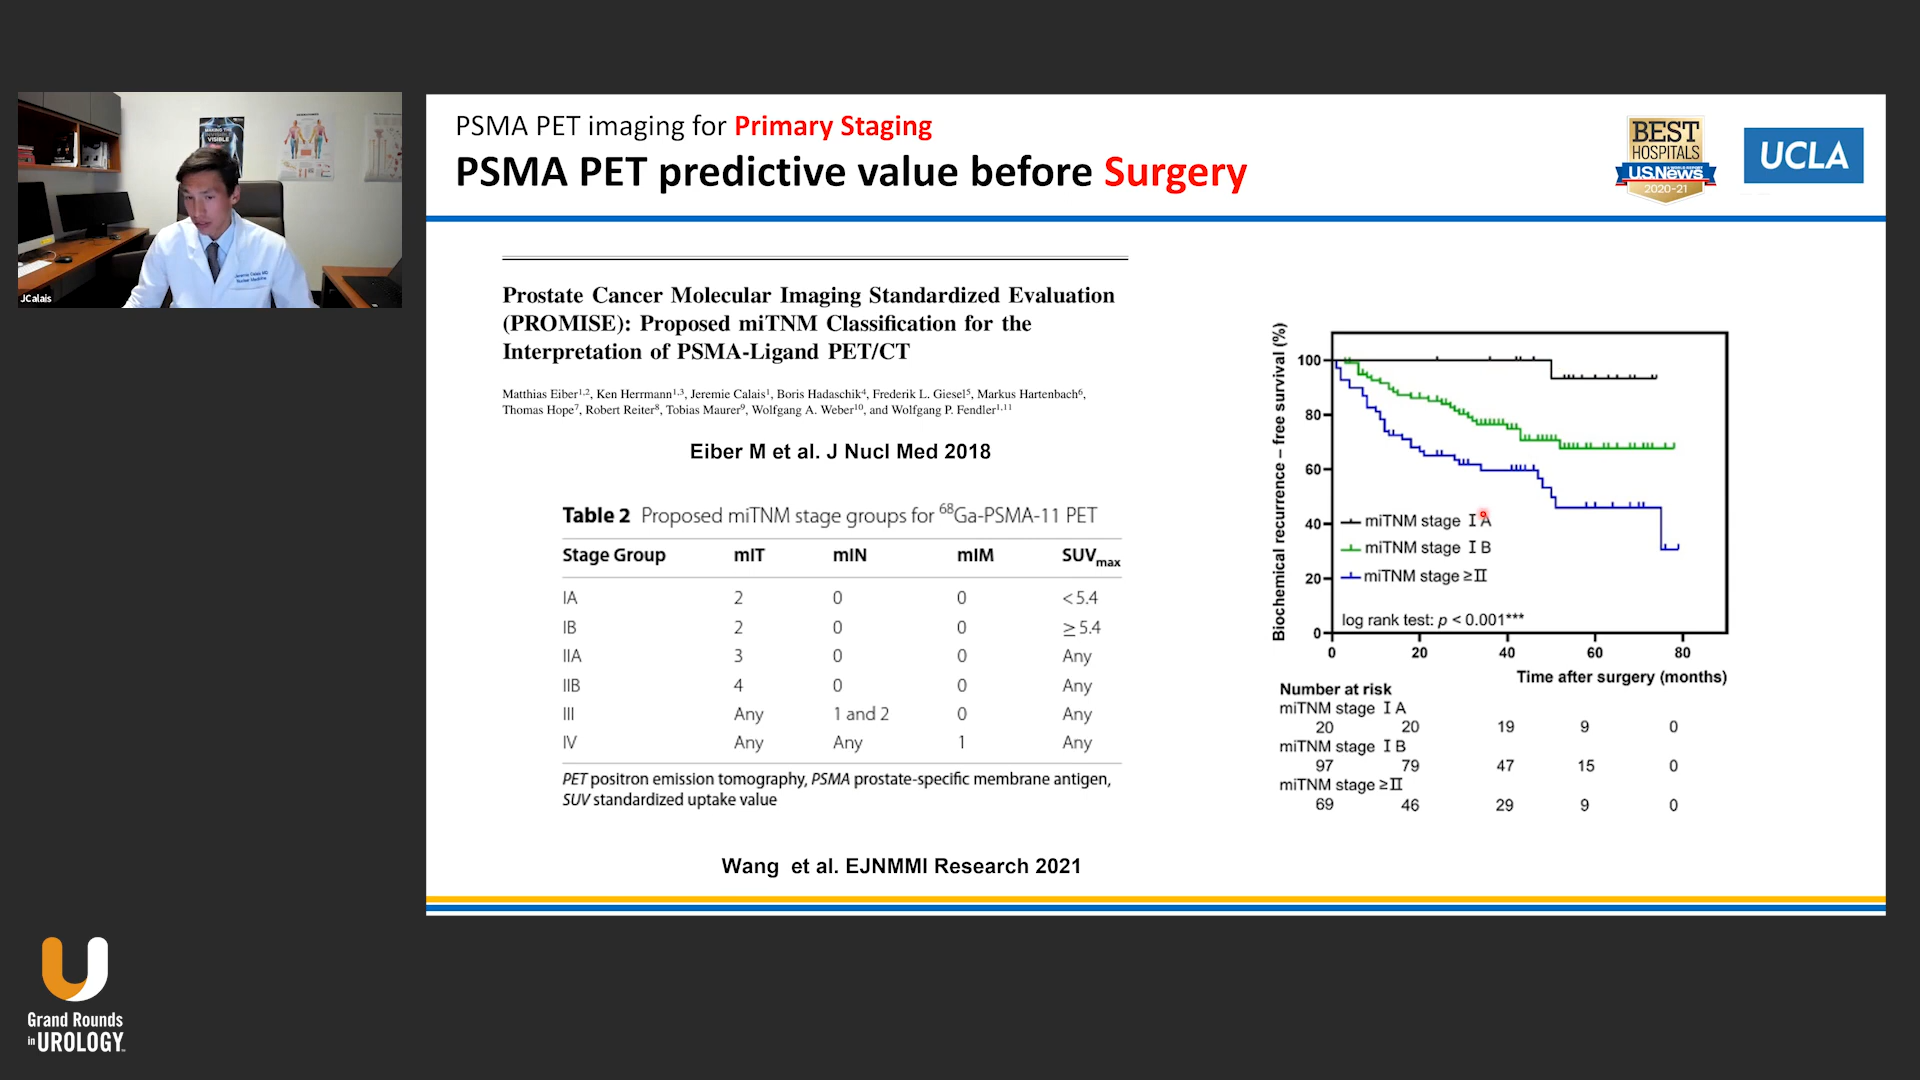 MAKING THE
INVISIBLE
VISIBLE
Jeremie Calais MD
Nuclear Medicine
JCalais
PSMA PET imaging for Primary Staging
PSMA PET predictive value before Surgery
BEST
HOSPITALS
U.S.News
2020-21
UCLA
Prostate Cancer Molecular Imaging Standardized Evaluation
(PROMISE): Proposed miTNM Classification for the
Interpretation of PSMA-Ligand PET/CT
Matthias Eiber1,2, Ken Herrmann1,3, Jeremie Calais1, Boris Hadaschik4, Frederik L. Giesel5, Markus Hartenbach6,
Thomas Hope7, Robert Reiter8, Tobias Maurer9, Wolfgang A. Weber10, and Wolfgang P. Fendler1,11
Eiber M et al. J Nucl Med 2018
Table 2 Proposed miTNM stage groups for 68Ga-PSMA-11 PET
Stage Group mIT mIN mIM SUVmax
IA 2 0 0 <5.4
IB 2 0 0 ≥5.4
IIA 3 0 0 Any
IIB 4 0 0 Any
III Any 1 and 2 0 Any
IV Any Any 1 Any
PET positron emission tomography, PSMA prostate-specific membrane antigen,
SUV standardized uptake value
Wang et al. EJNMMI Research 2021
Biochemical recurrence – free survival (%)
100
80
60
40
20
0
miTNM stage I A
miTNM stage I B
miTNM stage ≥II
log rank test: p < 0.001***
0 20 40 60 80
Time after surgery (months)
Number at risk
miTNM stage I A
20 20 19 9 0
miTNM stage I B
97 79 47 15 0
miTNM stage ≥II
69 46 29 9 0
Grand Rounds
in UROLOGY